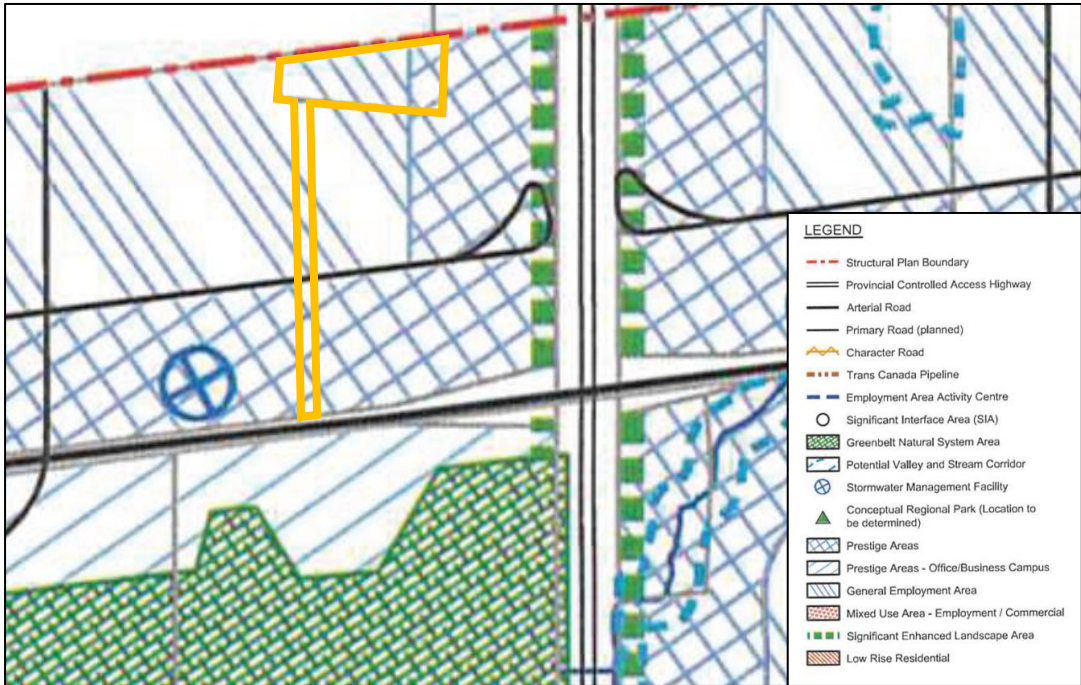 LEGEND
Structural Plan Boundary
Provincial Controlled Access Highway
Arterial Road
Primary Road (planned)
Character Road
Trans Canada Pipeline
Employment Area Activity Centre
Significant Interface Area (SIA)
Greenbelt Natural System Area
Potential Valley and Stream Corridor
Stormwater Management Facility
Conceptual Regional Park (Location to
be determined)
Prestige Areas
Prestige Areas - Office/Business Campus
General Employment Area
Mixed Use Area - Employment / Commercial
Significant Enhanced Landscape Area
Low Rise Residential